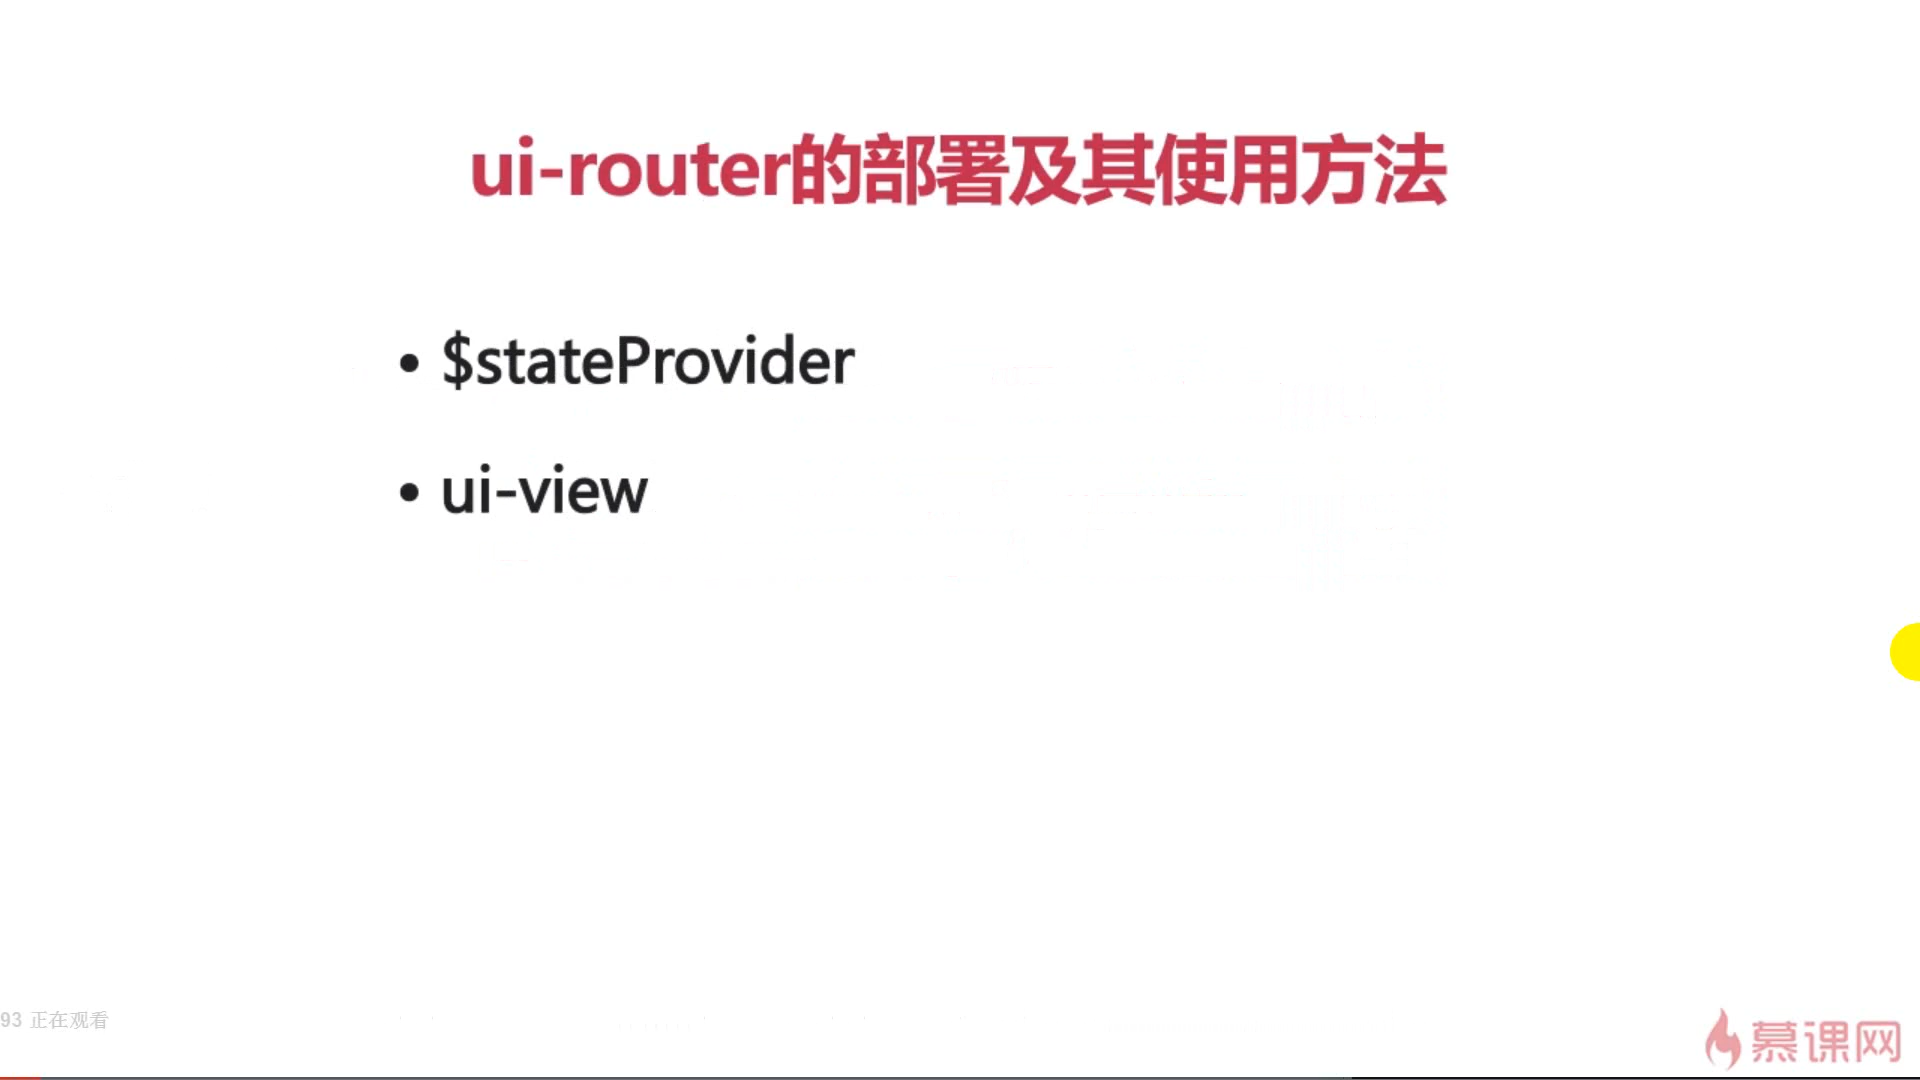 ui-router的部署及其使用方法
• $stateProvider
• ui-view
93 正在观看
慕课网